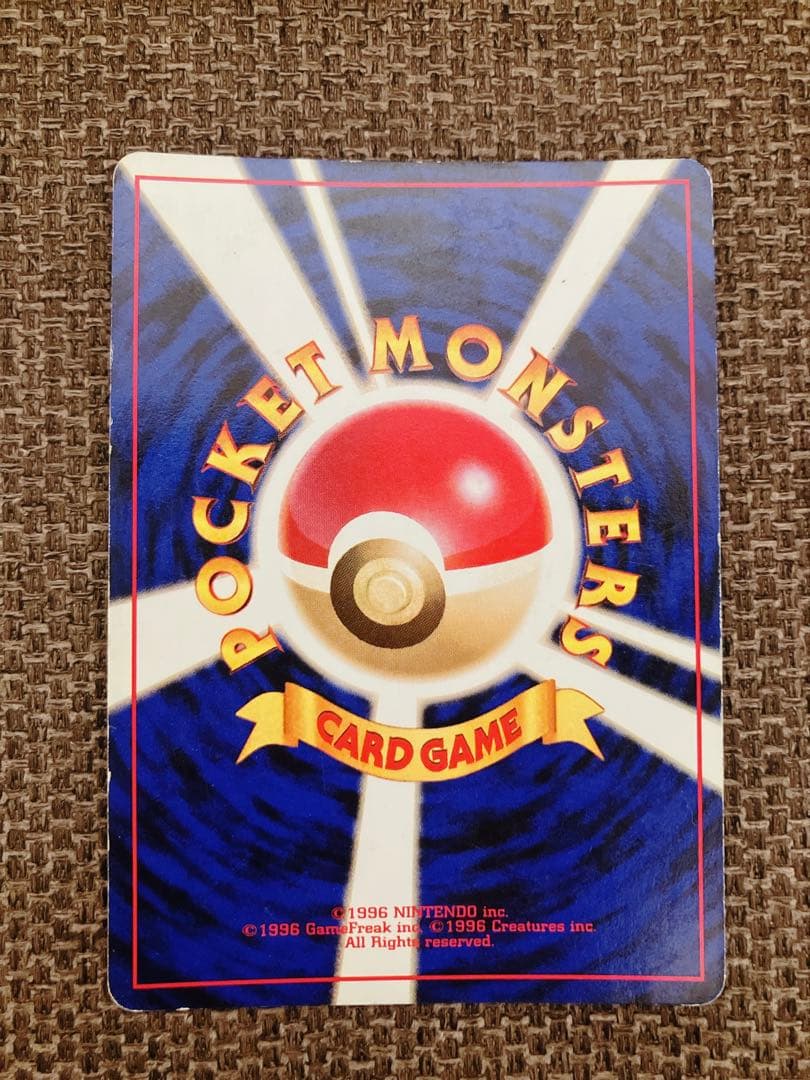 POCKET MONSTERS
CARD GAME
©1996 NINTENDO inc.
©1996 GameFreak inc. ©1996 Creatures inc.
All Rights reserved.